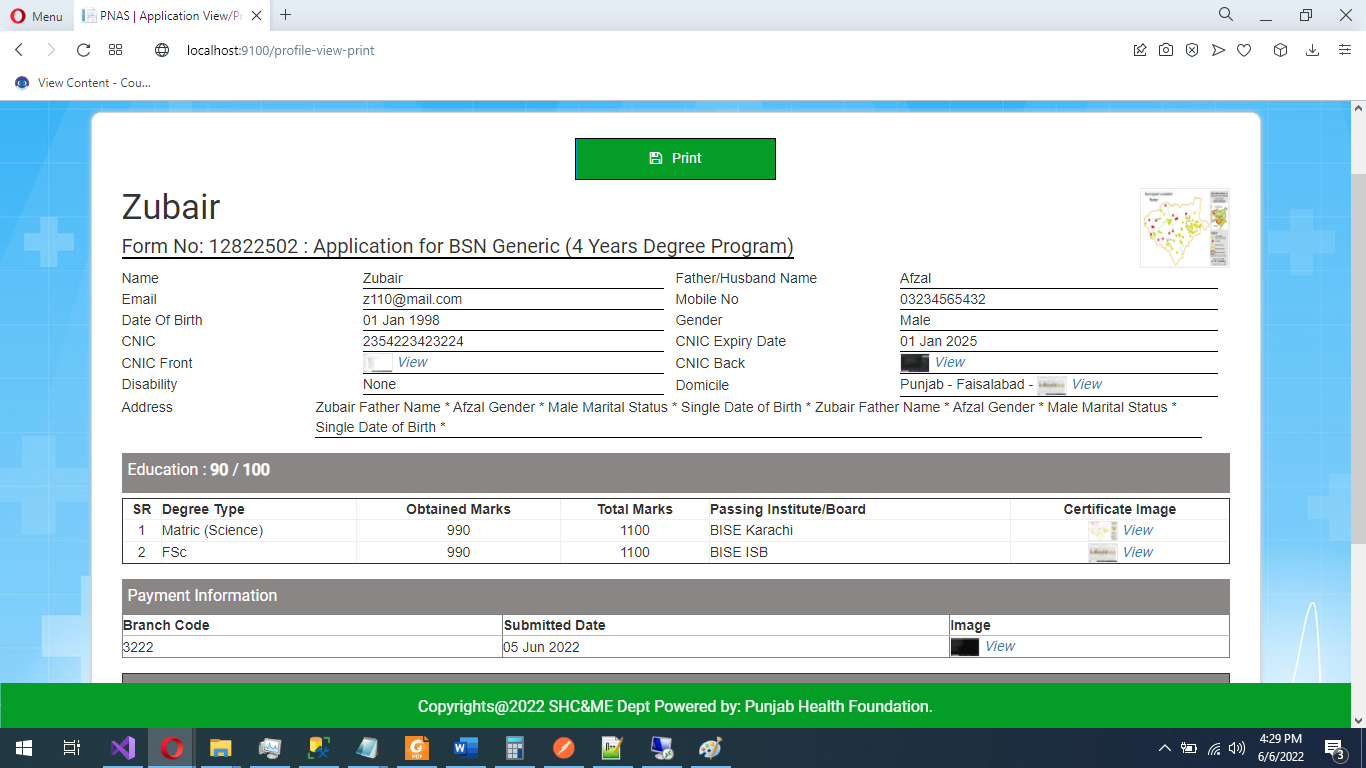 Menu
PNAS | Application View/Pr
localhost:9100/profile-view-print
View Content - Cou...
Print
Zubair
Form No: 12822502 : Application for BSN Generic (4 Years Degree Program)
Name Zubair Father/Husband Name Afzal
Email z110@mail.com Mobile No 03234565432
Date Of Birth 01 Jan 1998 Gender Male
CNIC 2354223423224 CNIC Expiry Date 01 Jan 2025
CNIC Front View CNIC Back View
Disability None Domicile Punjab - Faisalabad - View
Address Zubair Father Name * Afzal Gender * Male Marital Status * Single Date of Birth * Zubair Father Name * Afzal Gender * Male Marital Status *
Single Date of Birth *
Education : 90 / 100
SR Degree Type Obtained Marks Total Marks Passing Institute/Board Certificate Image
1 Matric (Science) 990 1100 BISE Karachi View
2 FSc 990 1100 BISE ISB View
Payment Information
Branch Code Submitted Date Image
3222 05 Jun 2022 View
Copyrights@2022 SHC&ME Dept Powered by: Punjab Health Foundation.
4:29 PM
6/6/2022
3